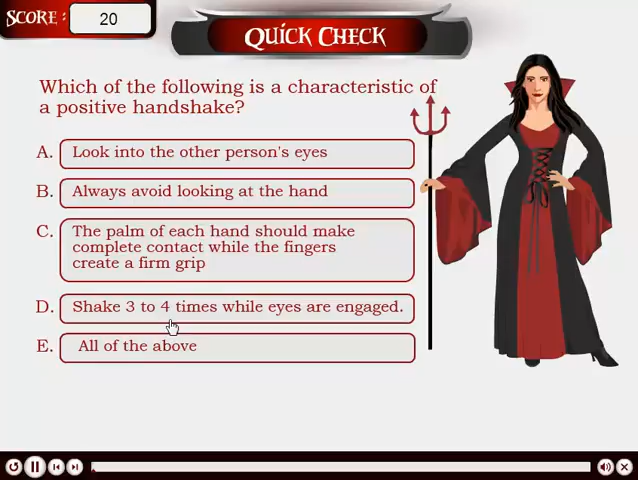 SCORE : 20
QUICK CHECK
Which of the following is a characteristic of
a positive handshake?
A. Look into the other person's eyes
B. Always avoid looking at the hand
C. The palm of each hand should make
complete contact while the fingers
create a firm grip
D. Shake 3 to 4 times while eyes are engaged.
E. All of the above